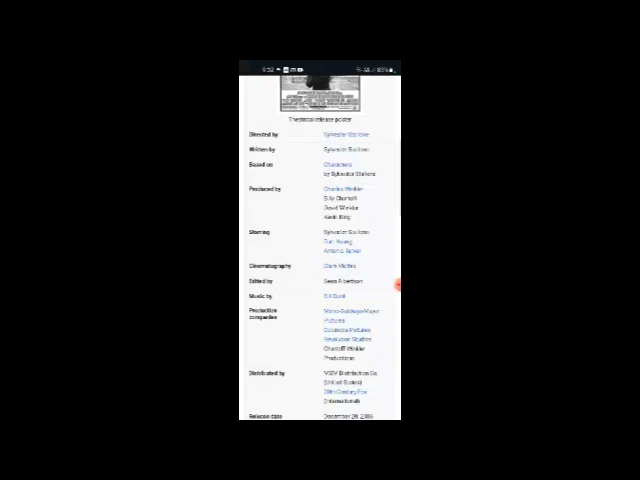 Theatrical release poster
Directed by Sylvester Stallone
Written by Sylvester Stallone
Based on Characters
by Sylvester Stallone
Produced by Charles Winkler
Billy Chartoff
David Winkler
Kevin King
Starring Sylvester Stallone
Burt Young
Antonio Tarver
Cinematography Clark Mathis
Edited by Sean Albertson
Music by Bill Conti
Production Metro-Goldwyn-Mayer
companies Pictures
Columbia Pictures
Revolution Studios
Chartoff-Winkler
Productions
Distributed by MGM Distribution Co.
(United States)
20th Century Fox
(International)
Release date December 20, 2006